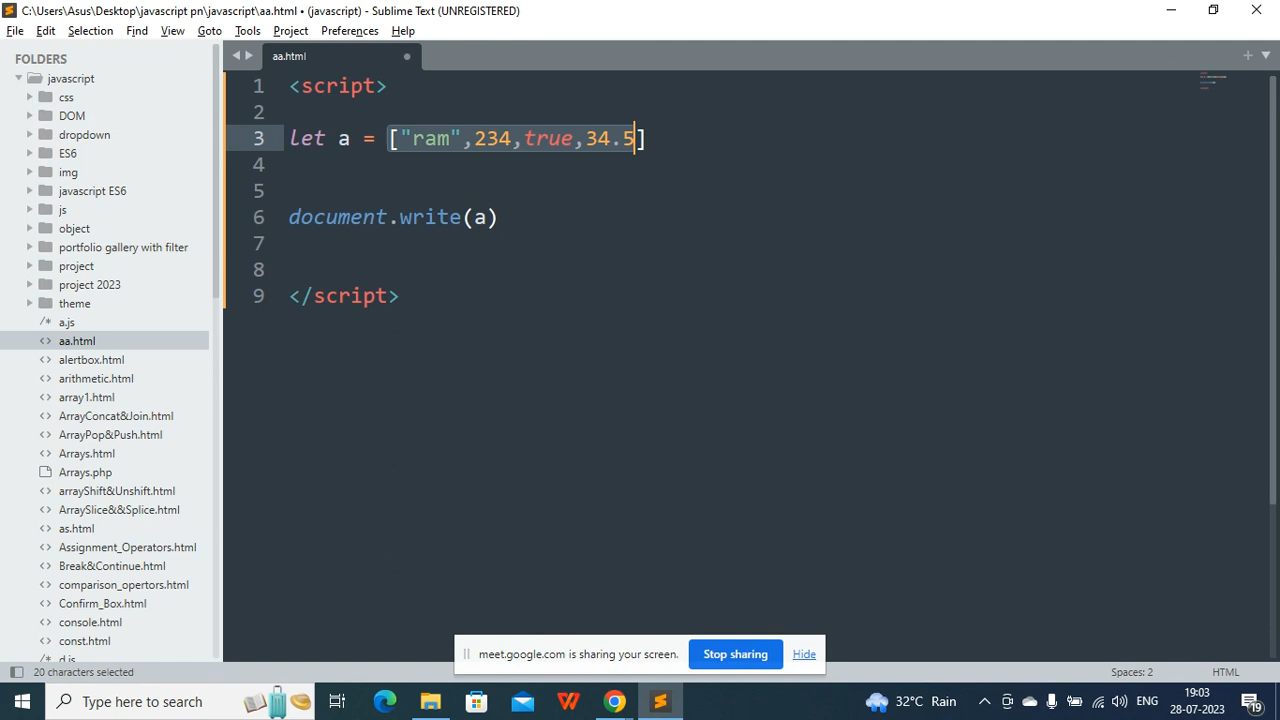 C:\Users\Asus\Desktop\javascript pn\javascript\aa.html • (javascript) - Sublime Text (UNREGISTERED)
File Edit Selection Find View Goto Tools Project Preferences Help
FOLDERS
javascript
css
DOM
dropdown
ES6
img
javascript ES6
js
object
portfolio gallery with filter
project
project 2023
theme
/* a.js
<> aa.html
<> alertbox.html
<> arithmetic.html
<> array1.html
<> ArrayConcat&Join.html
<> ArrayPop&Push.html
<> Arrays.html
Arrays.php
<> arrayShift&Unshift.html
<> ArraySlice&&Splice.html
<> as.html
<> Assignment_Operators.html
<> Break&Continue.html
<> comparison_opertors.html
<> Confirm_Box.html
<> console.html
<> const.html
/* d.js
aa.html
1 <script>
2
3 let a = ["ram",234,true,34.5]
4
5
6 document.write(a)
7
8
9 </script>
meet.google.com is sharing your screen. Stop sharing Hide
20 characters selected Spaces: 2 HTML
Type here to search 32°C Rain ENG 19:03
28-07-2023 19